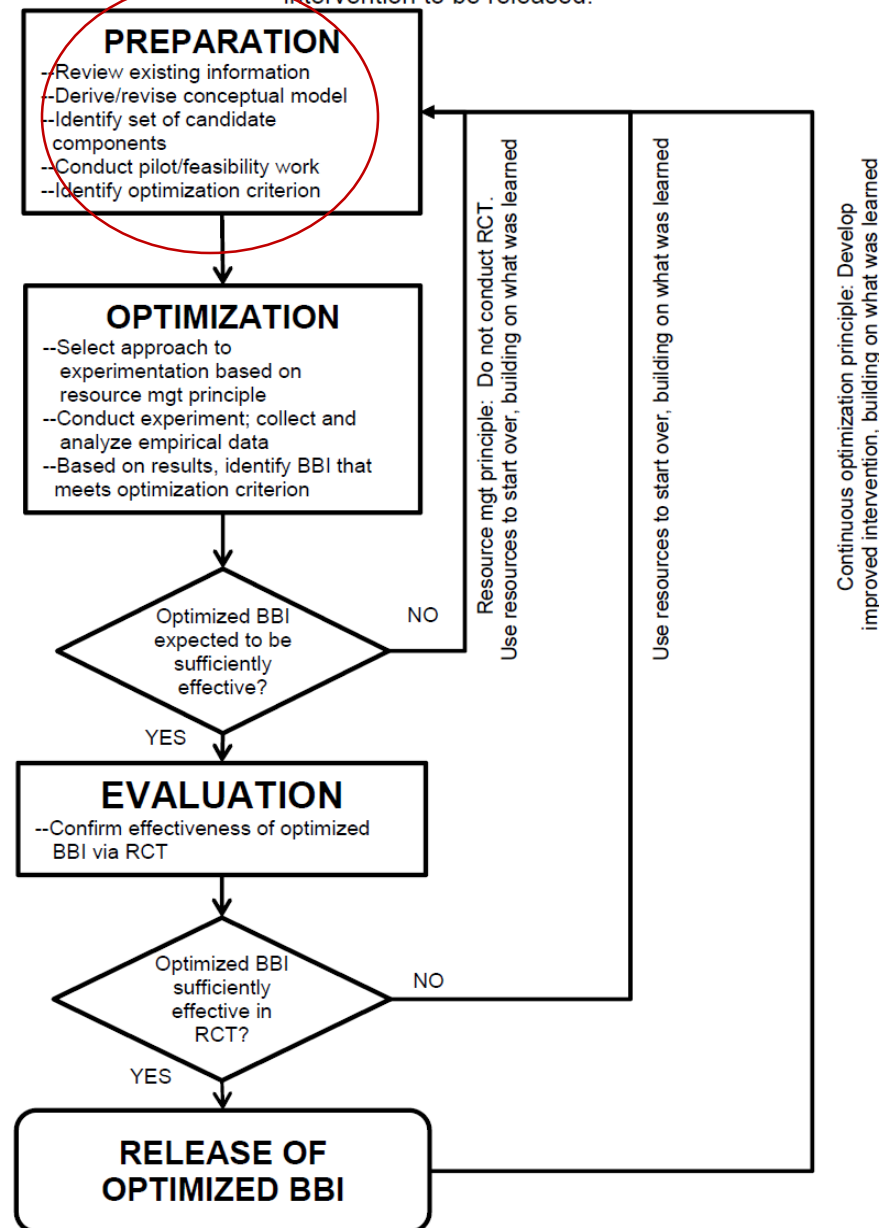 intervention to be released.
PREPARATION
--Review existing information
--Derive/revise conceptual model
--Identify set of candidate
components
--Conduct pilot/feasibility work
--Identify optimization criterion
OPTIMIZATION
--Select approach to
experimentation based on
resource mgt principle
--Conduct experiment; collect and
analyze empirical data
--Based on results, identify BBI that
meets optimization criterion
Optimized BBI
expected to be
sufficiently
effective?
NO
YES
Resource mgt principle: Do not conduct RCT.
Use resources to start over, building on what was learned
Use resources to start over, building on what was learned
Continuous optimization principle: Develop
improved intervention, building on what was learned
EVALUATION
--Confirm effectiveness of optimized
BBI via RCT
Optimized BBI
sufficiently
effective in
RCT?
NO
YES
RELEASE OF
OPTIMIZED BBI